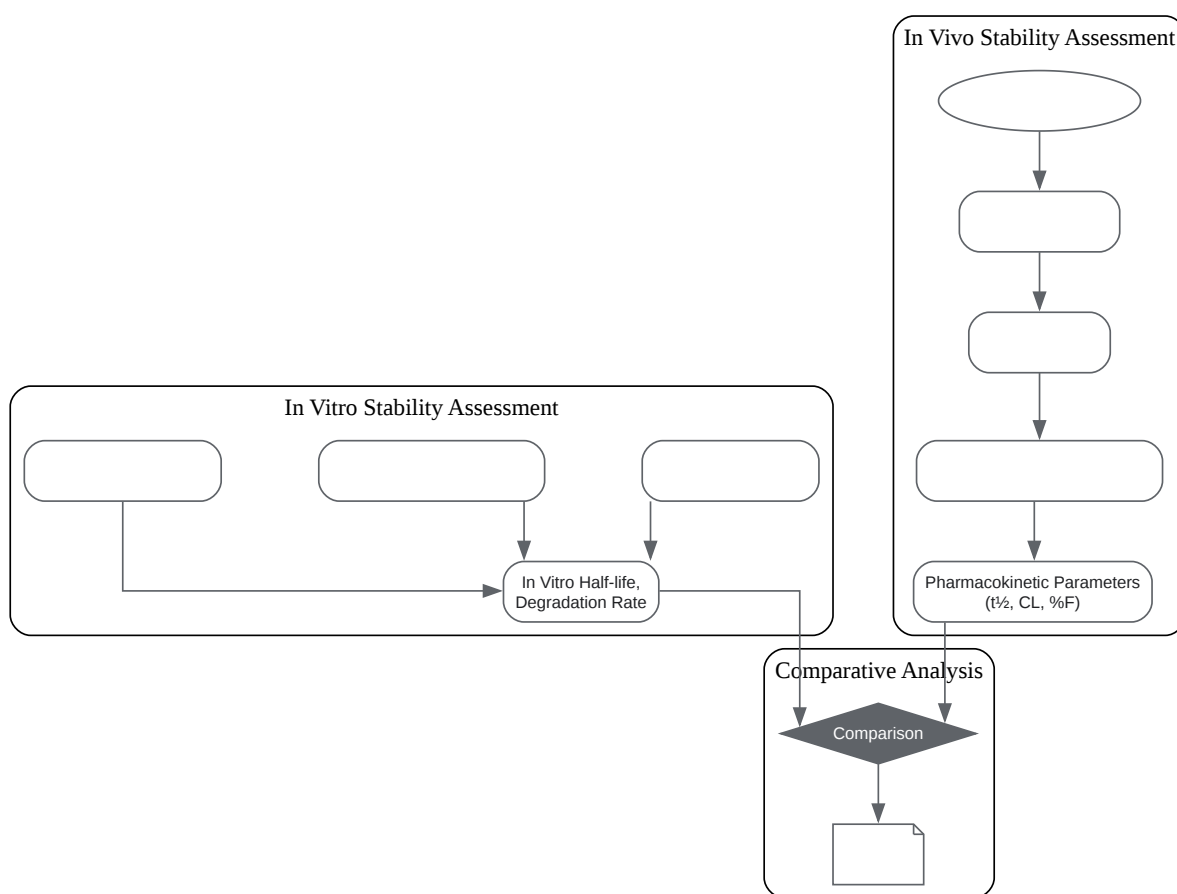 In Vivo Stability Assessment
In Vitro Stability Assessment
In Vitro Half-life,
Degradation Rate
Pharmacokinetic Parameters
(t½, CL, %F)
Comparative Analysis
Comparison